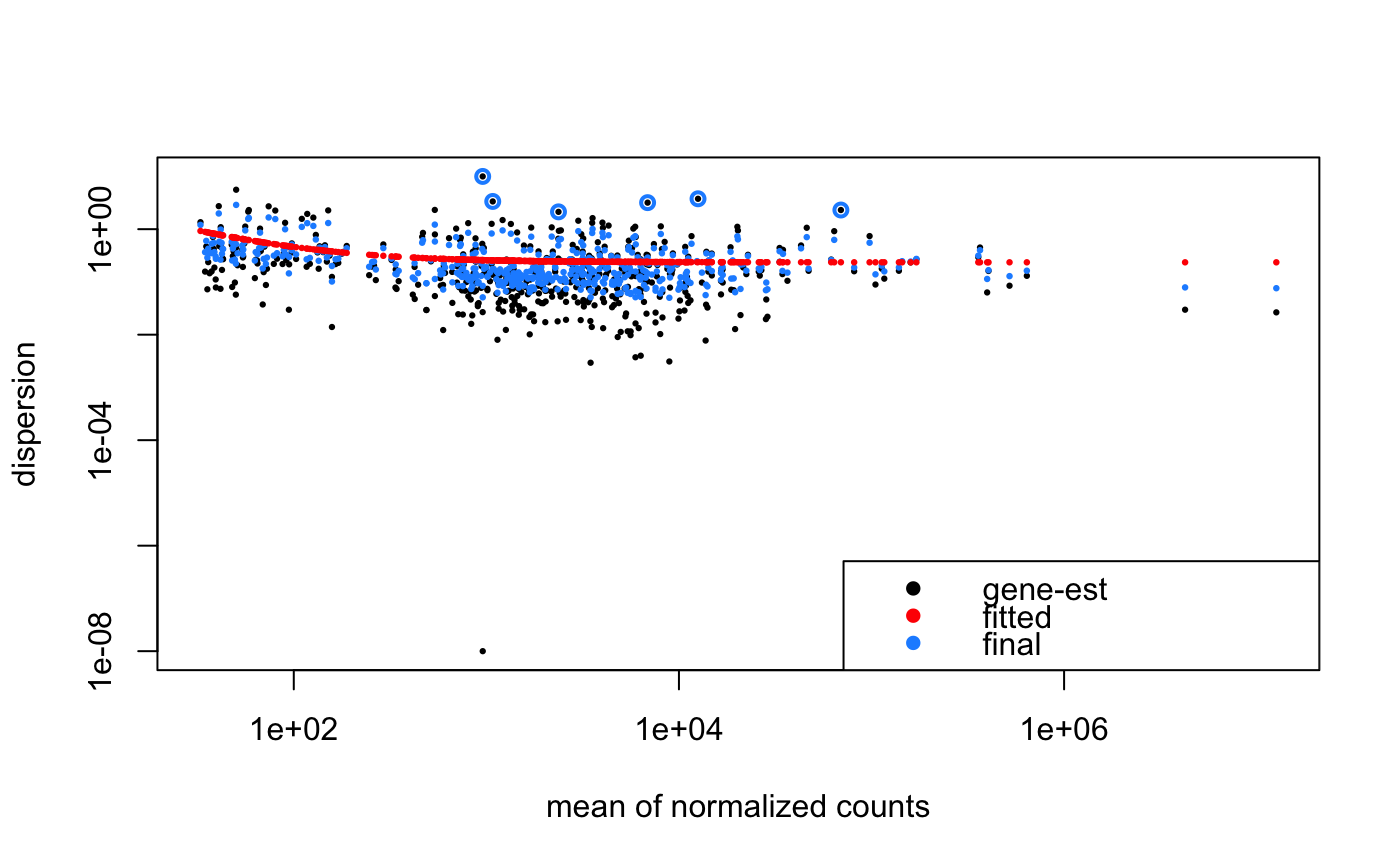 dispersion
1e+00
1e-04
1e-08
gene-est
fitted
final
1e+02
1e+04
1e+06
mean of normalized counts